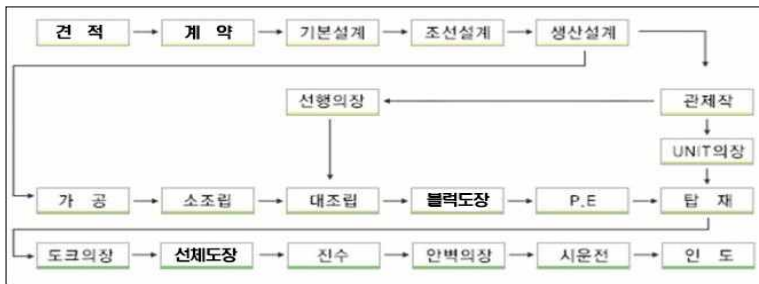 견 적
계 약
기본설계
조선설계
생산설계
선행의장
관제작
UNIT의장
가 공
소조립
대조립
블럭도장
P.E
탑 재
도크의장
선체도장
진수
안벽의장
시운전
인 도